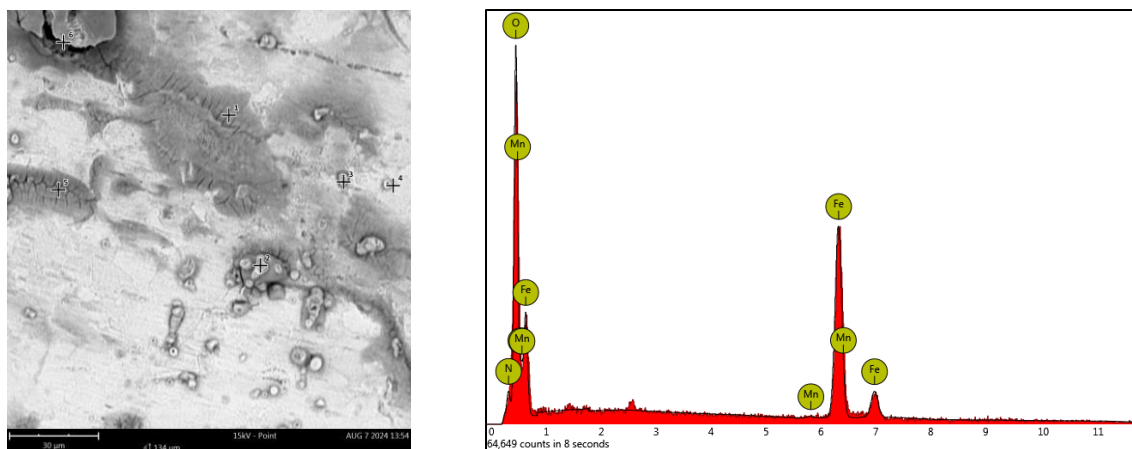 6
1
3
4
5
2
30 µm
134 µm
15kV - Point
AUG 7 2024 13:54
O
Mn
Fe
Fe
Mn
Mn
N
Mn
Fe
0 1 2 3 4 5 6 7 8 9 10 11
64,649 counts in 8 seconds